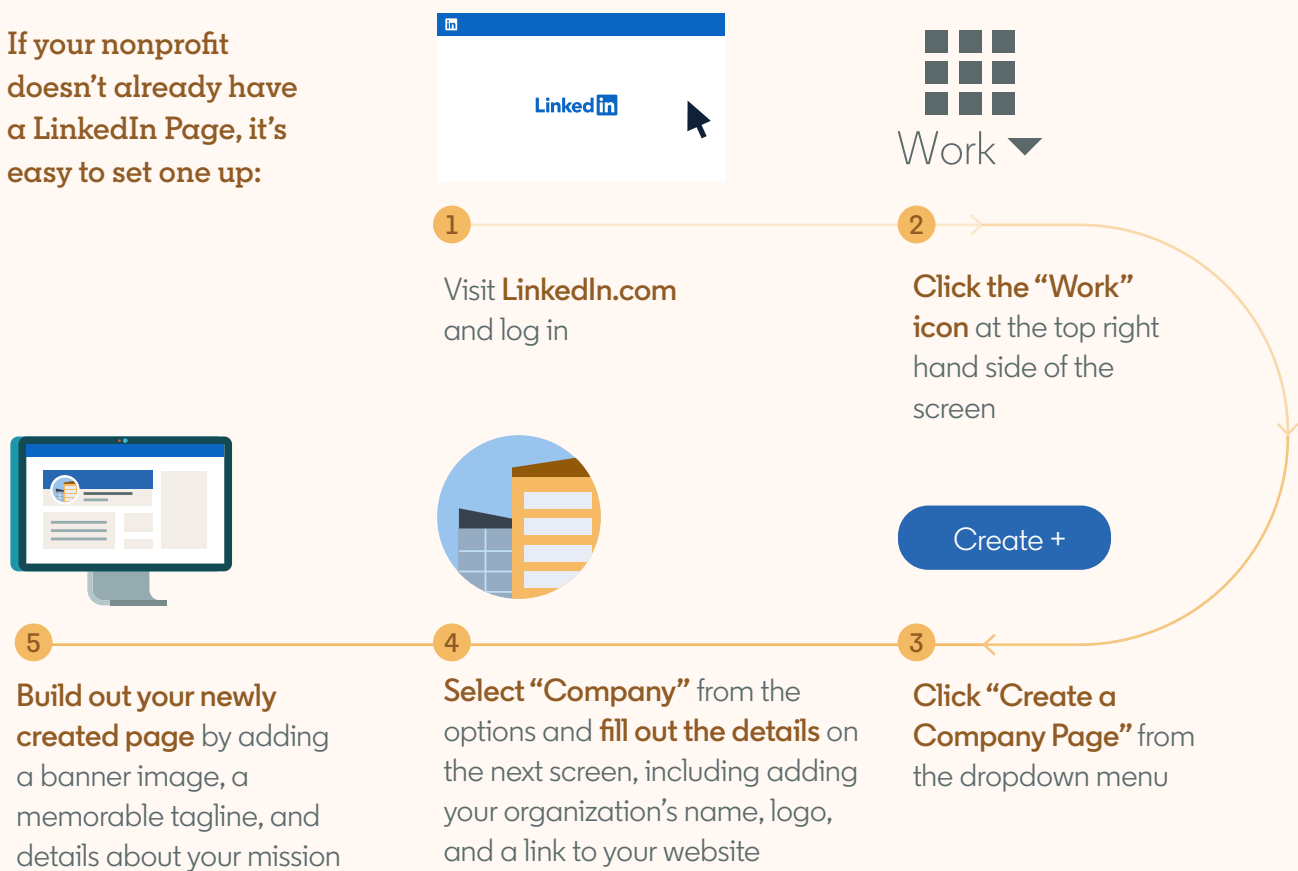 If your nonprofit
doesn't already have
a LinkedIn Page, it's
easy to set one up:
in
Linked in
Work
1
Visit LinkedIn.com
and log in
2
Click the “Work”
icon at the top right
hand side of the
screen
Create +
3
Click “Create a
Company Page” from
the dropdown menu
4
Select “Company” from the
options and fill out the details on
the next screen, including adding
your organization’s name, logo,
and a link to your website
5
Build out your newly
created page by adding
a banner image, a
memorable tagline, and
details about your mission